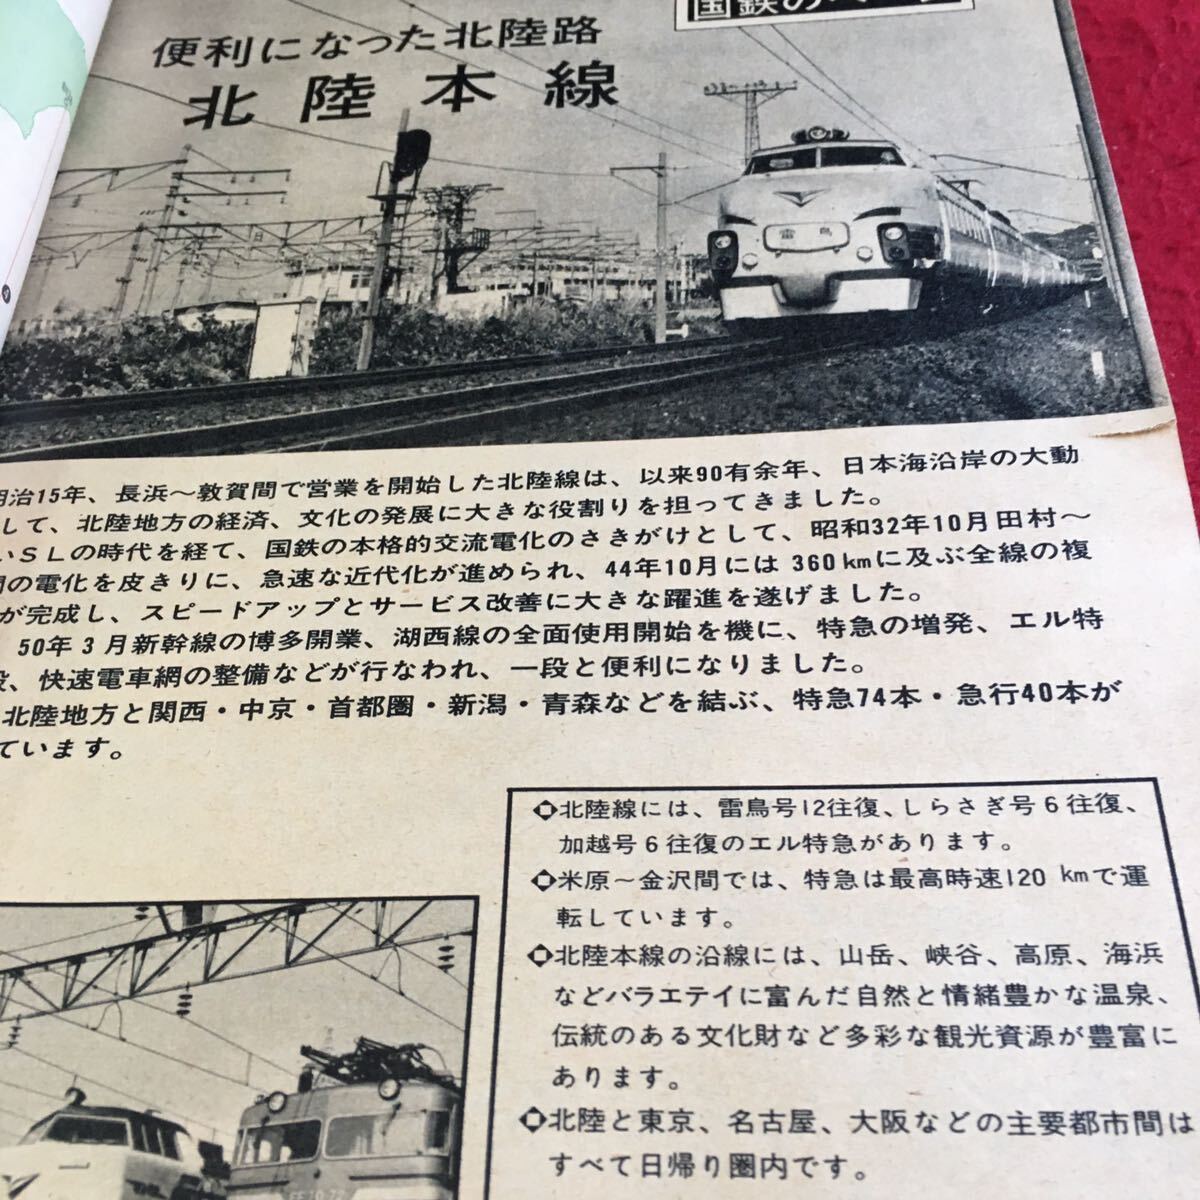 国鉄の
便利になった北陸路
北陸本線
雷鳥
明治15年、長浜〜敦賀間で営業を開始した北陸線は、以来90有余年、日本海沿岸の大動
して、北陸地方の経済、文化の発展に大きな役割りを担ってきました。
いSLの時代を経て、国鉄の本格的交流電化のさきがけとして、昭和32年10月田村〜
間の電化を皮きりに、急速な近代化が進められ、44年10月には360kmに及ぶ全線の複
が完成し、スピードアップとサービス改善に大きな躍進を遂げました。
50年3月新幹線の博多開業、湖西線の全面使用開始を機に、特急の増発、エル特
設、快速電車網の整備などが行なわれ、一段と便利になりました。
北陸地方と関西・中京・首都圏・新潟・青森などを結ぶ、特急74本・急行40本が
ています。
◇北陸線には、雷鳥号12往復、しらさぎ号6往復、
加越号6往復のエル特急があります。
◇米原〜金沢間では、特急は最高時速120kmで運
転しています。
◇北陸本線の沿線には、山岳、峡谷、高原、海浜
などバラエテイに富んだ自然と情緒豊かな温泉、
伝統のある文化財など多彩な観光資源が豊富に
あります。
◇北陸と東京、名古屋、大阪などの主要都市間は
すべて日帰り圏内です。
EF70 22